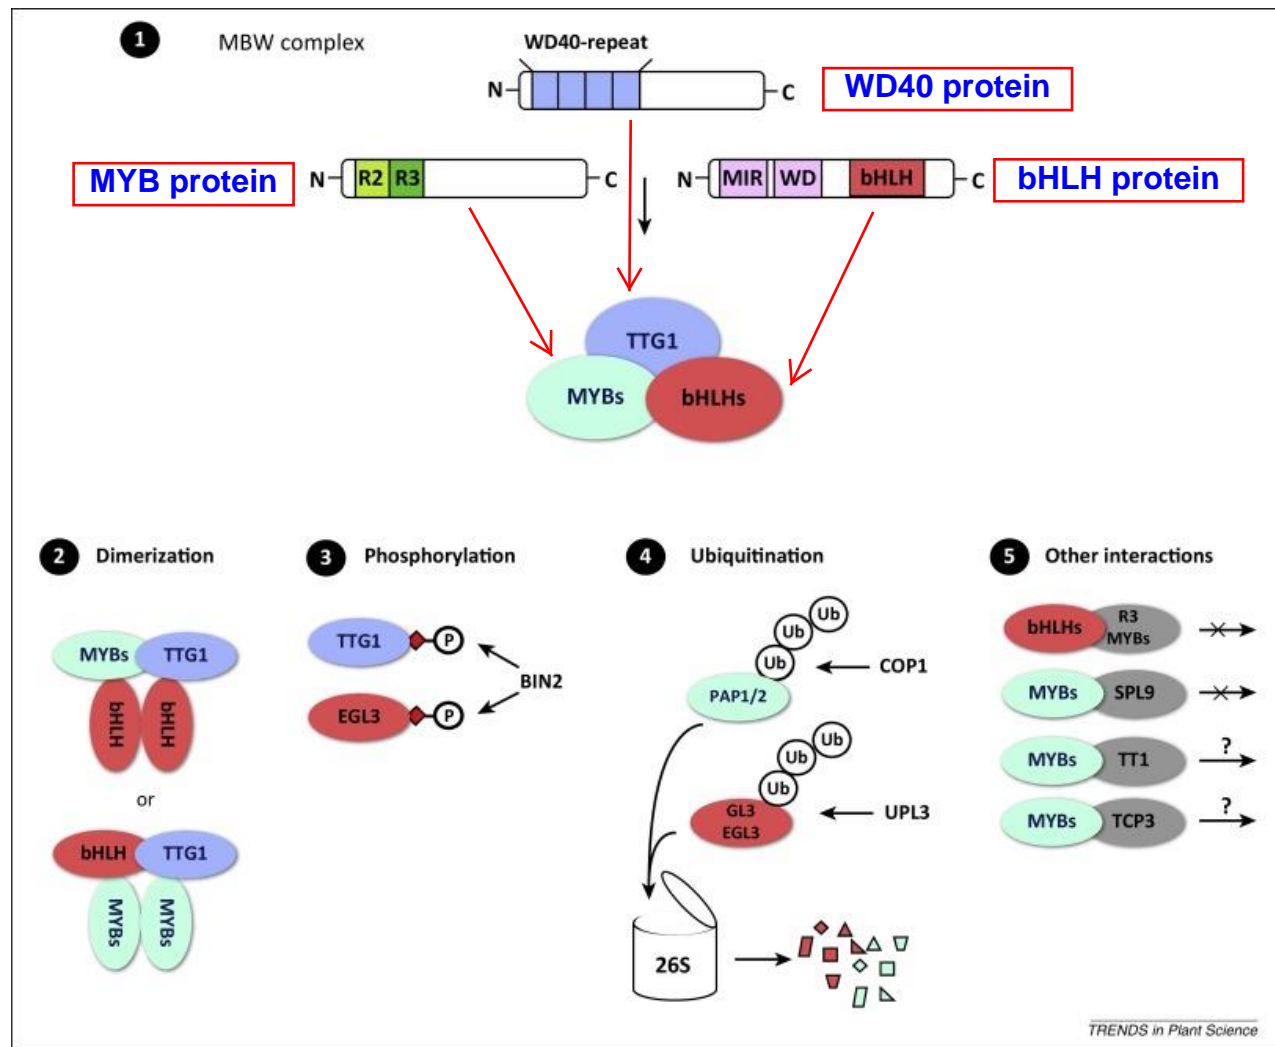 1 MBW complex
WD40-repeat
N C
WD40 protein
MYB protein
N R2 R3 C
N MIR WD bHLH C
bHLH protein
TTG1
MYBs
bHLHs
2 Dimerization
MYBs TTG1
bHLH bHLH
or
bHLH TTG1
MYBs MYBs
3 Phosphorylation
TTG1 P
BIN2
EGL3 P
4 Ubiquitination
Ub
Ub
Ub
COP1
PAP1/2
Ub
Ub
Ub
GL3
EGL3
UPL3
26S
5 Other interactions
bHLHs R3
MYBs
MYBs SPL9
MYBs TT1 ?
MYBs TCP3 ?
TRENDS in Plant Science